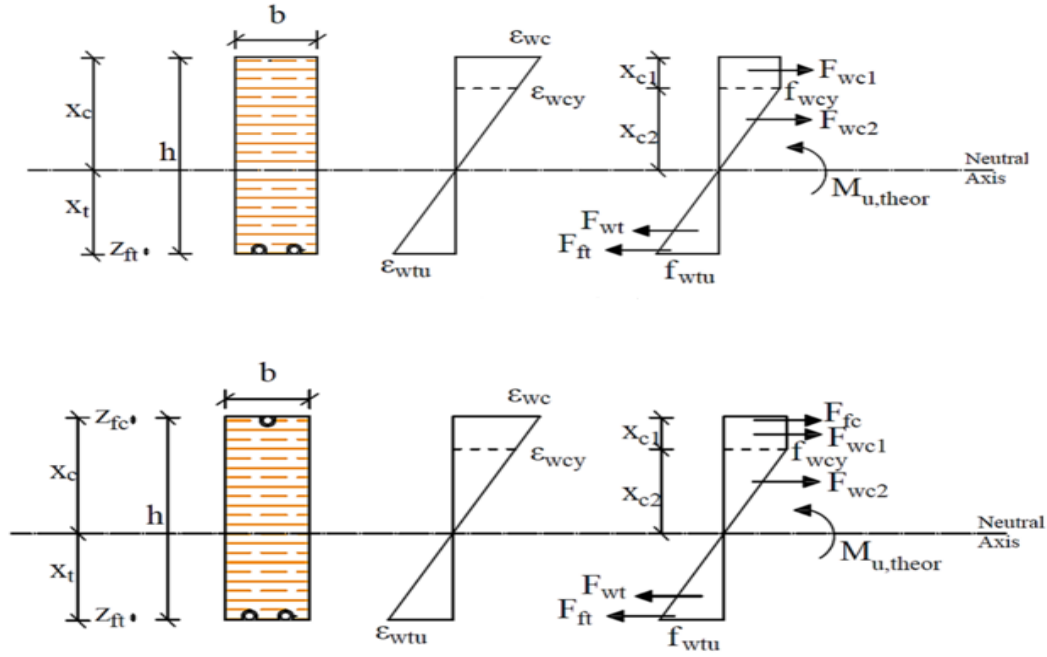 b
ε_wc
x_c1
F_wc1
ε_wcy
f_wcy
x_c
x_c2
F_wc2
h
Neutral
Axis
M_u,theor
x_t
F_wt
z_ft
F_ft
ε_wtu
f_wtu
b
ε_wc
z_fc
F_fc
x_c1
F_wc1
ε_wcy
f_wcy
x_c
F_wc2
x_c2
h
Neutral
Axis
M_u,theor
x_t
F_wt
z_ft
F_ft
ε_wtu
f_wtu